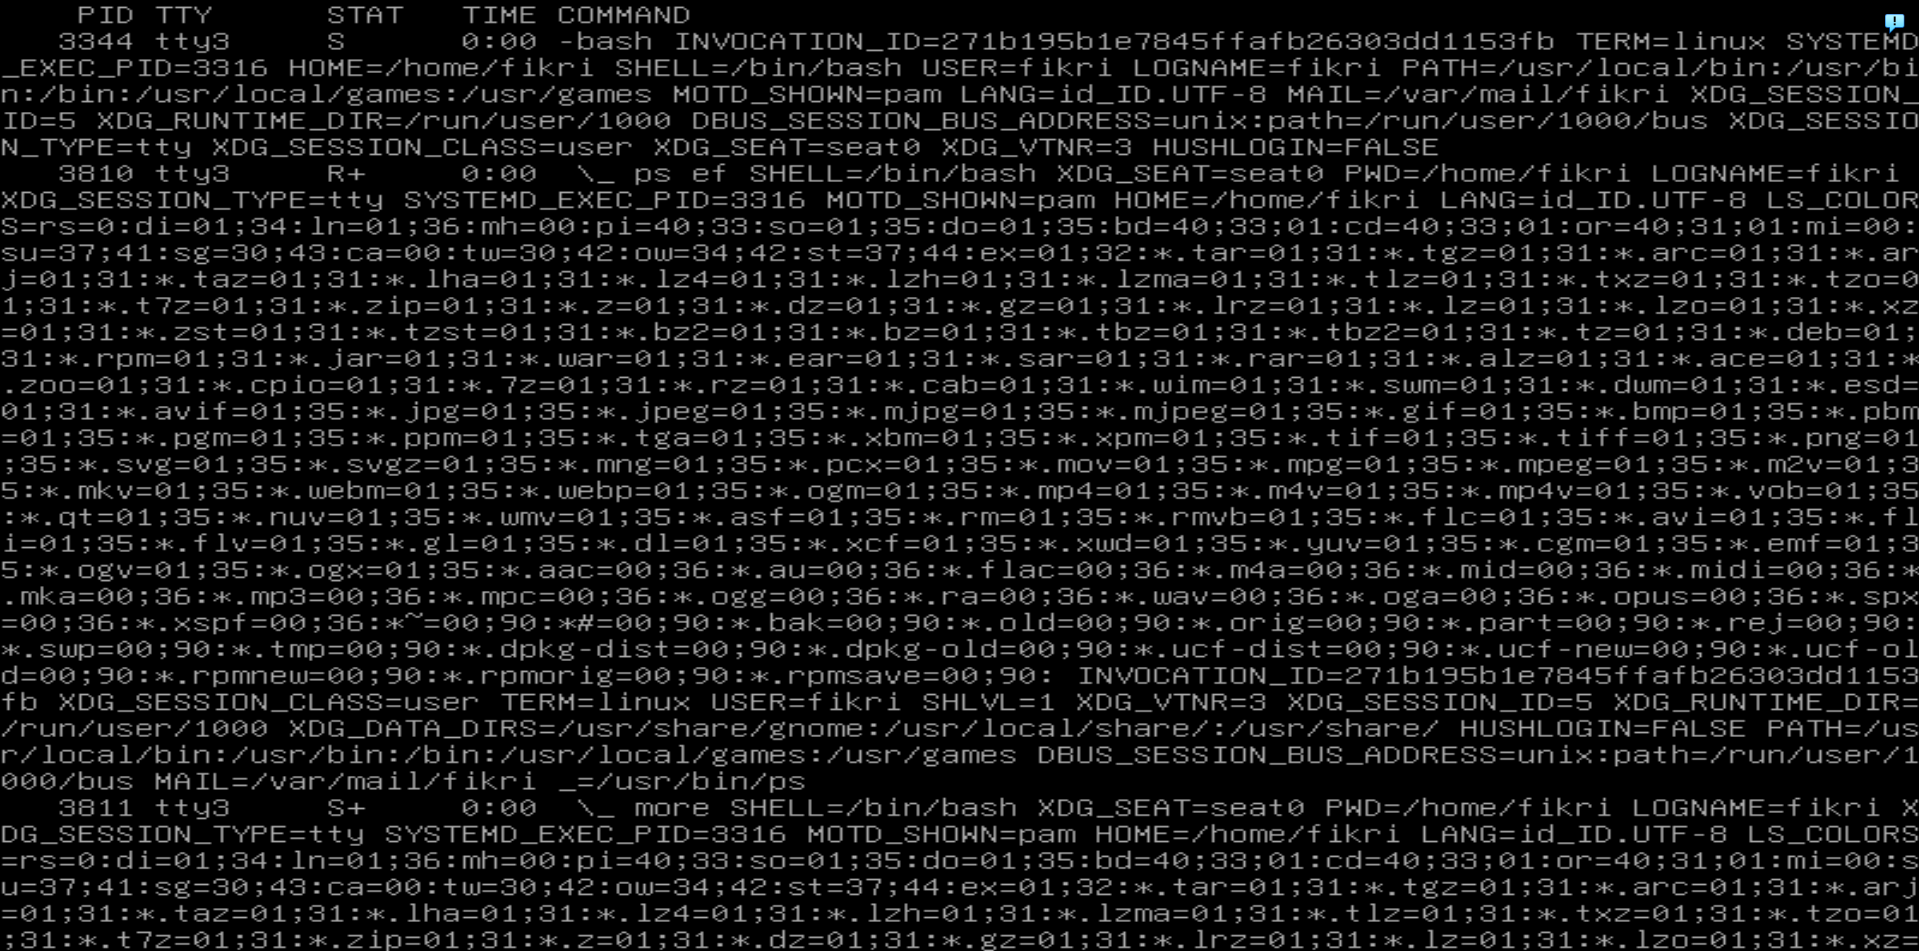 PID TTY      STAT   TIME COMMAND
   3344 tty3     S      0:00 -bash INVOCATION_ID=271b195b1e7845ffafb26303dd1153fb TERM=linux SYSTEMD
_EXEC_PID=3316 HOME=/home/fikri SHELL=/bin/bash USER=fikri LOGNAME=fikri PATH=/usr/local/bin:/usr/bi
n:/bin:/usr/local/games:/usr/games MOTD_SHOWN=pam LANG=id_ID.UTF-8 MAIL=/var/mail/fikri XDG_SESSION_
ID=5 XDG_RUNTIME_DIR=/run/user/1000 DBUS_SESSION_BUS_ADDRESS=unix:path=/run/user/1000/bus XDG_SESSIO
N_TYPE=tty XDG_SESSION_CLASS=user XDG_SEAT=seat0 XDG_VTNR=3 HUSHLOGIN=FALSE
   3810 tty3     R+     0:00  \_ ps ef SHELL=/bin/bash XDG_SEAT=seat0 PWD=/home/fikri LOGNAME=fikri
XDG_SESSION_TYPE=tty SYSTEMD_EXEC_PID=3316 MOTD_SHOWN=pam HOME=/home/fikri LANG=id_ID.UTF-8 LS_COLOR
S=rs=0:di=01;34:ln=01;36:mh=00:pi=40;33:so=01;35:do=01;35:bd=40;33;01:cd=40;33;01:or=40;31;01:mi=00:
su=37;41:sg=30;43:ca=00:tw=30;42:ow=34;42:st=37;44:ex=01;32:*.tar=01;31:*.tgz=01;31:*.arc=01;31:*.ar
j=01;31:*.taz=01;31:*.lha=01;31:*.lz4=01;31:*.lzh=01;31:*.lzma=01;31:*.tlz=01;31:*.txz=01;31:*.tzo=0
1;31:*.t7z=01;31:*.zip=01;31:*.z=01;31:*.dz=01;31:*.gz=01;31:*.lrz=01;31:*.lz=01;31:*.lzo=01;31:*.xz
=01;31:*.zst=01;31:*.tzst=01;31:*.bz2=01;31:*.bz=01;31:*.tbz=01;31:*.tbz2=01;31:*.tz=01;31:*.deb=01;
31:*.rpm=01;31:*.jar=01;31:*.war=01;31:*.ear=01;31:*.sar=01;31:*.rar=01;31:*.alz=01;31:*.ace=01;31:*
.zoo=01;31:*.cpio=01;31:*.7z=01;31:*.rz=01;31:*.cab=01;31:*.wim=01;31:*.swm=01;31:*.dwm=01;31:*.esd=
01;31:*.avif=01;35:*.jpg=01;35:*.jpeg=01;35:*.mjpg=01;35:*.mjpeg=01;35:*.gif=01;35:*.bmp=01;35:*.pbm
=01;35:*.pgm=01;35:*.ppm=01;35:*.tga=01;35:*.xbm=01;35:*.xpm=01;35:*.tif=01;35:*.tiff=01;35:*.png=01
;35:*.svg=01;35:*.svgz=01;35:*.mng=01;35:*.pcx=01;35:*.mov=01;35:*.mpg=01;35:*.mpeg=01;35:*.m2v=01;3
5:*.mkv=01;35:*.webm=01;35:*.webp=01;35:*.ogm=01;35:*.mp4=01;35:*.m4v=01;35:*.mp4v=01;35:*.vob=01;35
:*.qt=01;35:*.nuv=01;35:*.wmv=01;35:*.asf=01;35:*.rm=01;35:*.rmvb=01;35:*.flc=01;35:*.avi=01;35:*.fl
i=01;35:*.flv=01;35:*.gl=01;35:*.dl=01;35:*.xcf=01;35:*.xwd=01;35:*.yuv=01;35:*.cgm=01;35:*.emf=01;3
5:*.ogv=01;35:*.ogx=01;35:*.aac=00;36:*.au=00;36:*.flac=00;36:*.m4a=00;36:*.mid=00;36:*.midi=00;36:*
.mka=00;36:*.mp3=00;36:*.mpc=00;36:*.ogg=00;36:*.ra=00;36:*.wav=00;36:*.oga=00;36:*.opus=00;36:*.spx
=00;36:*.xspf=00;36:*~=00;90:*#=00;90:*.bak=00;90:*.old=00;90:*.orig=00;90:*.part=00;90:*.rej=00;90:
*.swp=00;90:*.tmp=00;90:*.dpkg-dist=00;90:*.dpkg-old=00;90:*.ucf-dist=00;90:*.ucf-new=00;90:*.ucf-ol
d=00;90:*.rpmnew=00;90:*.rpmorig=00;90:*.rpmsave=00;90: INVOCATION_ID=271b195b1e7845ffafb26303dd1153
fb XDG_SESSION_CLASS=user TERM=linux USER=fikri SHLVL=1 XDG_VTNR=3 XDG_SESSION_ID=5 XDG_RUNTIME_DIR=
/run/user/1000 XDG_DATA_DIRS=/usr/share/gnome:/usr/local/share/:/usr/share/ HUSHLOGIN=FALSE PATH=/us
r/local/bin:/usr/bin:/bin:/usr/local/games:/usr/games DBUS_SESSION_BUS_ADDRESS=unix:path=/run/user/1
000/bus MAIL=/var/mail/fikri _=/usr/bin/ps
   3811 tty3     S+     0:00  \_ more SHELL=/bin/bash XDG_SEAT=seat0 PWD=/home/fikri LOGNAME=fikri X
DG_SESSION_TYPE=tty SYSTEMD_EXEC_PID=3316 MOTD_SHOWN=pam HOME=/home/fikri LANG=id_ID.UTF-8 LS_COLORS
=rs=0:di=01;34:ln=01;36:mh=00:pi=40;33:so=01;35:do=01;35:bd=40;33;01:cd=40;33;01:or=40;31;01:mi=00:s
u=37;41:sg=30;43:ca=00:tw=30;42:ow=34;42:st=37;44:ex=01;32:*.tar=01;31:*.tgz=01;31:*.arc=01;31:*.arj
=01;31:*.taz=01;31:*.lha=01;31:*.lz4=01;31:*.lzh=01;31:*.lzma=01;31:*.tlz=01;31:*.txz=01;31:*.tzo=01
;31:*.t7z=01;31:*.zip=01;31:*.z=01;31:*.dz=01;31:*.gz=01;31:*.lrz=01;31:*.lz=01;31:*.lzo=01;31:*.xz=